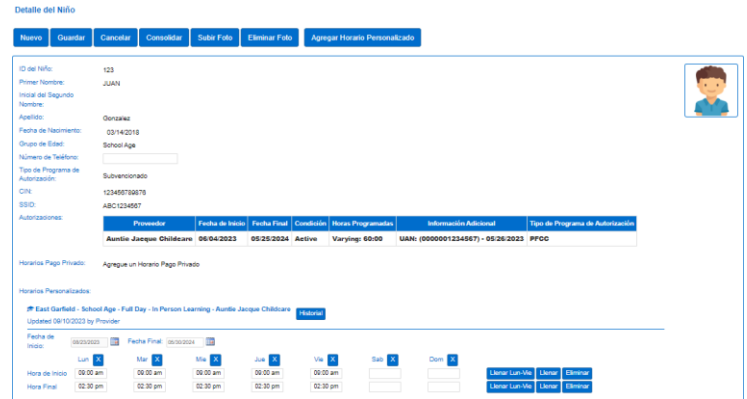 Detalle del Niño
Nuevo Guardar Cancelar Consolidar Subir Foto Eliminar Foto Agregar Horario Personalizado
ID del Niño: 123
Primer Nombre: JUAN
Inicial del Segundo
Nombre:
Apellido: Gonzalez
Fecha de Nacimiento: 03/14/2018
Grupo de Edad: School Age
Número de Teléfono:
Tipo de Programa de
Autorización: Subvencionado
CIN: 123456789876
SSID: ABC1234567
Autorizaciones:
Proveedor Fecha de Inicio Fecha Final Condición Horas Programadas Información Adicional Tipo de Programa de Autorización
Auntie Jacque Childcare 06/04/2023 05/25/2024 Active Varying: 60:00 UAN: (0000001234567) - 05/26/2023 PFCC
Horarios Pago Privado: Agregue un Horario Pago Privado
Horarios Personalizados:
East Garfield - School Age - Full Day - In Person Learning - Auntie Jacque Childcare Historial
Updated 09/10/2023 by Provider
Fecha de
Inicio: 08/23/2023 Fecha Final: 05/30/2024
Lun X Mar X Mie X Jue X Vie X Sab X Dom X
Hora de Inicio 09:00 am 09:00 am 09:00 am 09:00 am 09:00 am Llenar Lun-Vie Llenar Eliminar
Hora Final 02:30 pm 02:30 pm 02:30 pm 02:30 pm 02:30 pm Llenar Lun-Vie Llenar Eliminar